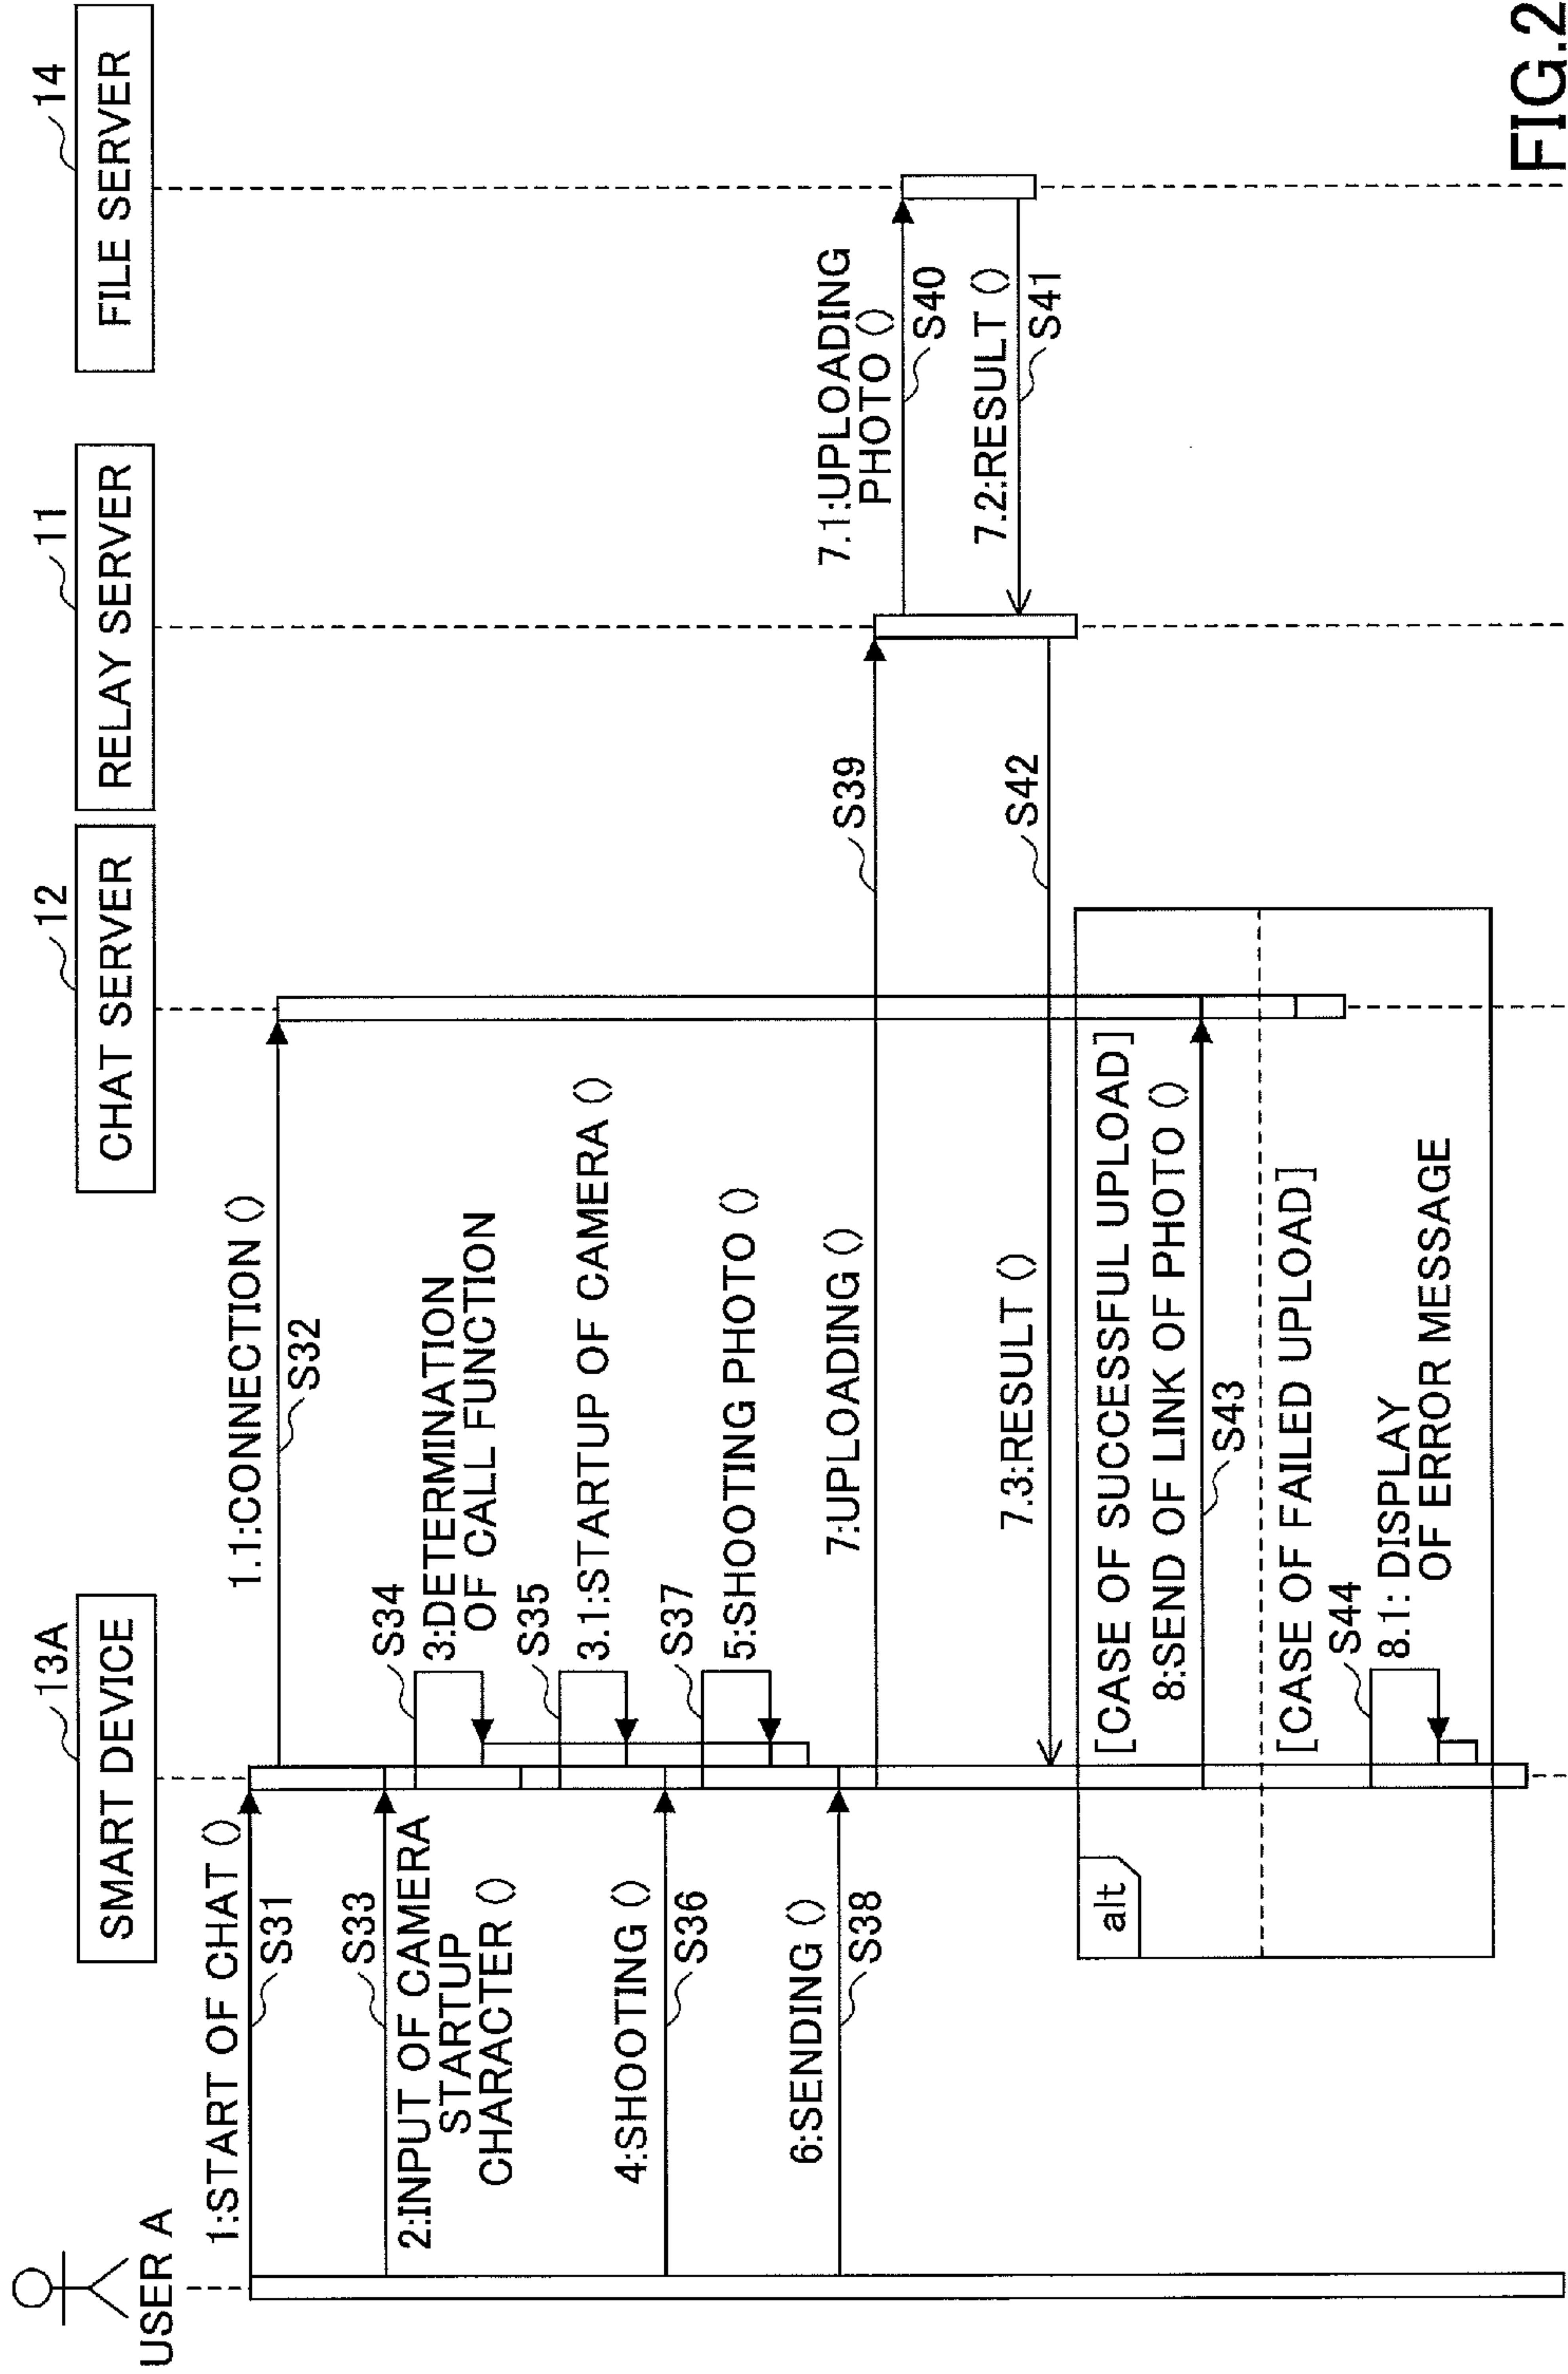 USER A
13A
SMART DEVICE
12
CHAT SERVER
11
RELAY SERVER
14
FILE SERVER
1:START OF CHAT ()
S31
1.1:CONNECTION ()
S32
S33
2:INPUT OF CAMERA
STARTUP
CHARACTER ()
S34
3:DETERMINATION
OF CALL FUNCTION
S35
3.1:STARTUP OF CAMERA ()
4:SHOOTING ()
S36
S37
5:SHOOTING PHOTO ()
6:SENDING ()
S38
7:UPLOADING ()
S39
7.1:UPLOADING
PHOTO ()
S40
7.2:RESULT ()
S41
7.3:RESULT ()
S42
alt
[CASE OF SUCCESSFUL UPLOAD]
8:SEND OF LINK OF PHOTO ()
S43
[CASE OF FAILED UPLOAD]
S44
8.1: DISPLAY
OF ERROR MESSAGE
FIG.2